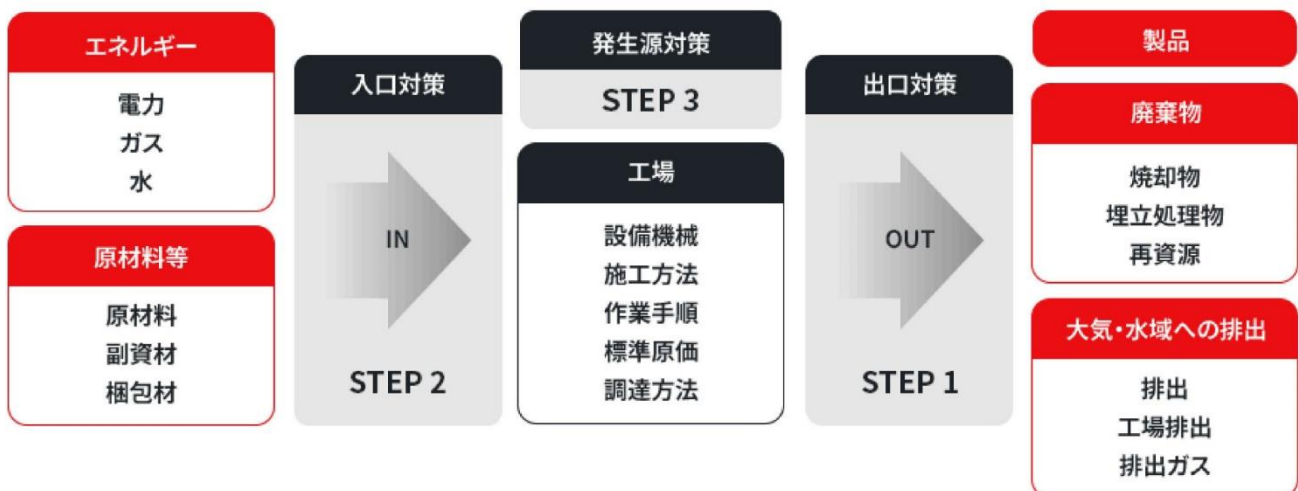 エネルギー
電力
ガス
水
原材料等
原材料
副資材
梱包材
入口対策
IN
STEP 2
発生源対策
STEP 3
工場
設備機械
施工方法
作業手順
標準原価
調達方法
出口対策
OUT
STEP 1
製品
廃棄物
焼却物
埋立処理物
再資源
大気・水域への排出
排出
工場排出
排出ガス